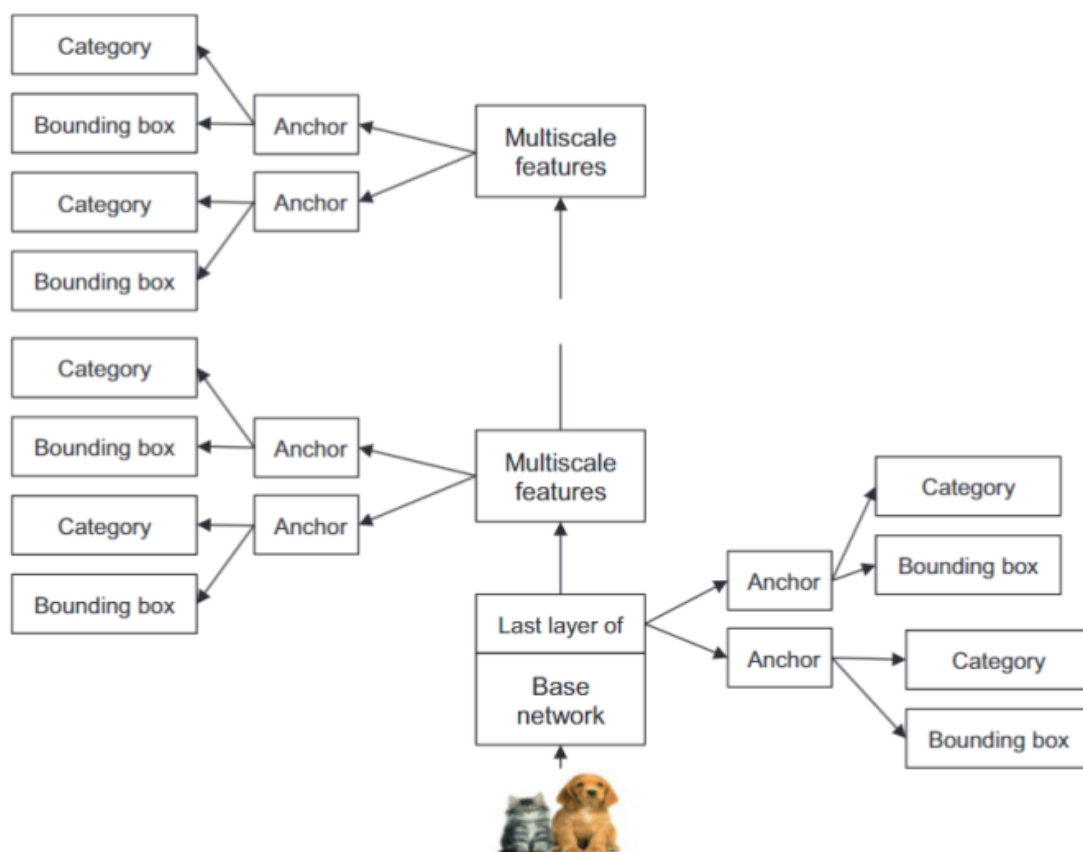 Category
Bounding box
Category
Bounding box
Anchor
Anchor
Multiscale
features
Category
Bounding box
Category
Bounding box
Anchor
Anchor
Multiscale
features
Last layer of
Base
network
Anchor
Anchor
Category
Bounding box
Category
Bounding box